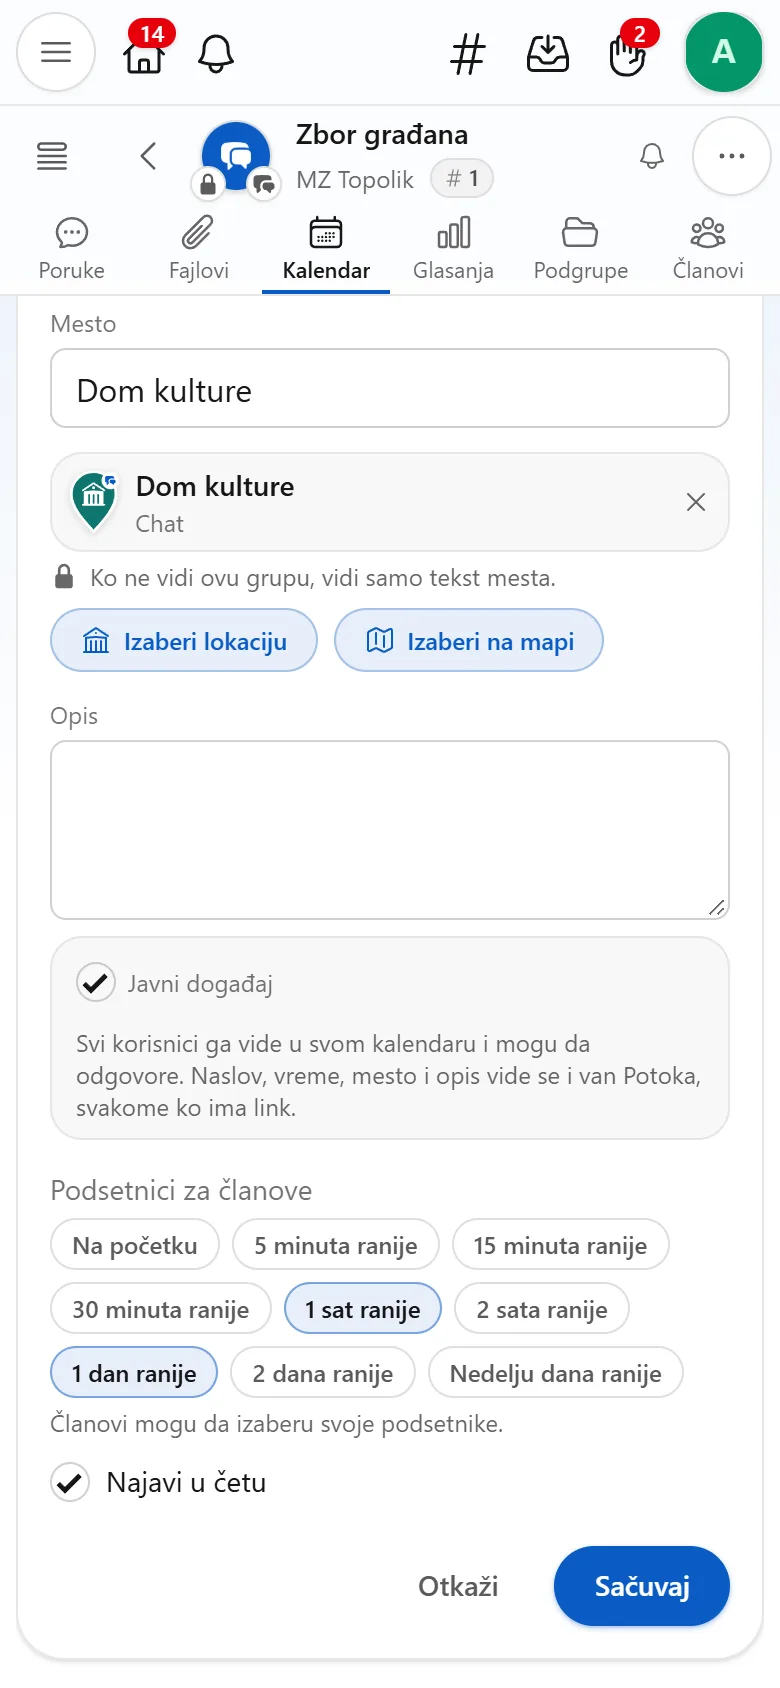 14
2
A
Zbor građana
MZ Topolik # 1
Poruke Fajlovi Kalendar Glasanja Podgrupe Članovi
Mesto
Dom kulture
Dom kulture
Chat
Ko ne vidi ovu grupu, vidi samo tekst mesta.
Izaberi lokaciju Izaberi na mapi
Opis
Javni događaj
Svi korisnici ga vide u svom kalendaru i mogu da
odgovore. Naslov, vreme, mesto i opis vide se i van Potoka,
svakome ko ima link.
Podsetnici za članove
Na početku 5 minuta ranije 15 minuta ranije
30 minuta ranije 1 sat ranije 2 sata ranije
1 dan ranije 2 dana ranije Nedelju dana ranije
Članovi mogu da izaberu svoje podsetnike.
Najavi u četu
Otkaži Sačuvaj